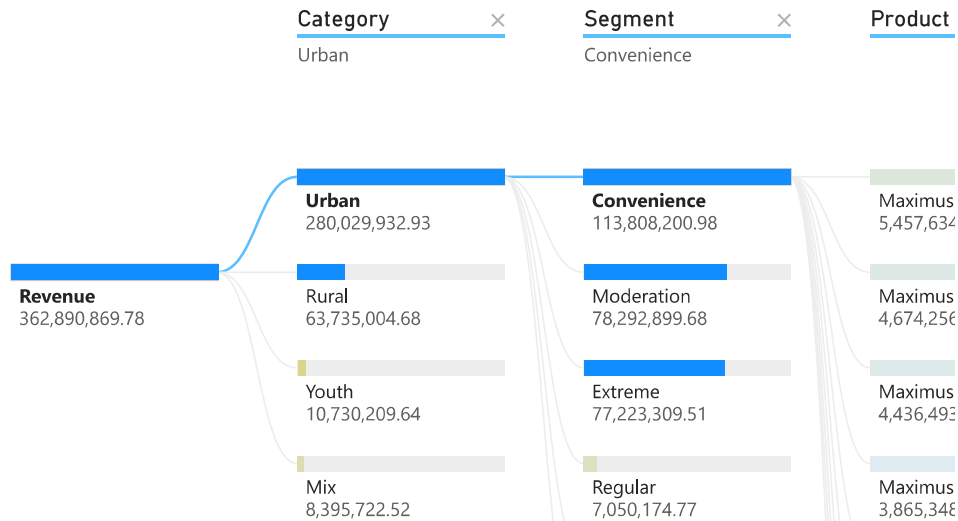 Category
Segment
Product
Urban
Convenience
Urban
280,029,932.93
Convenience
113,808,200.98
Maximus
5,457,634
Revenue
362,890,869.78
Rural
63,735,004.68
Moderation
78,292,899.68
Maximus
4,674,256
Youth
10,730,209.64
Extreme
77,223,309.51
Maximus
4,436,493
Mix
8,395,722.52
Regular
7,050,174.77
Maximus
3,865,348